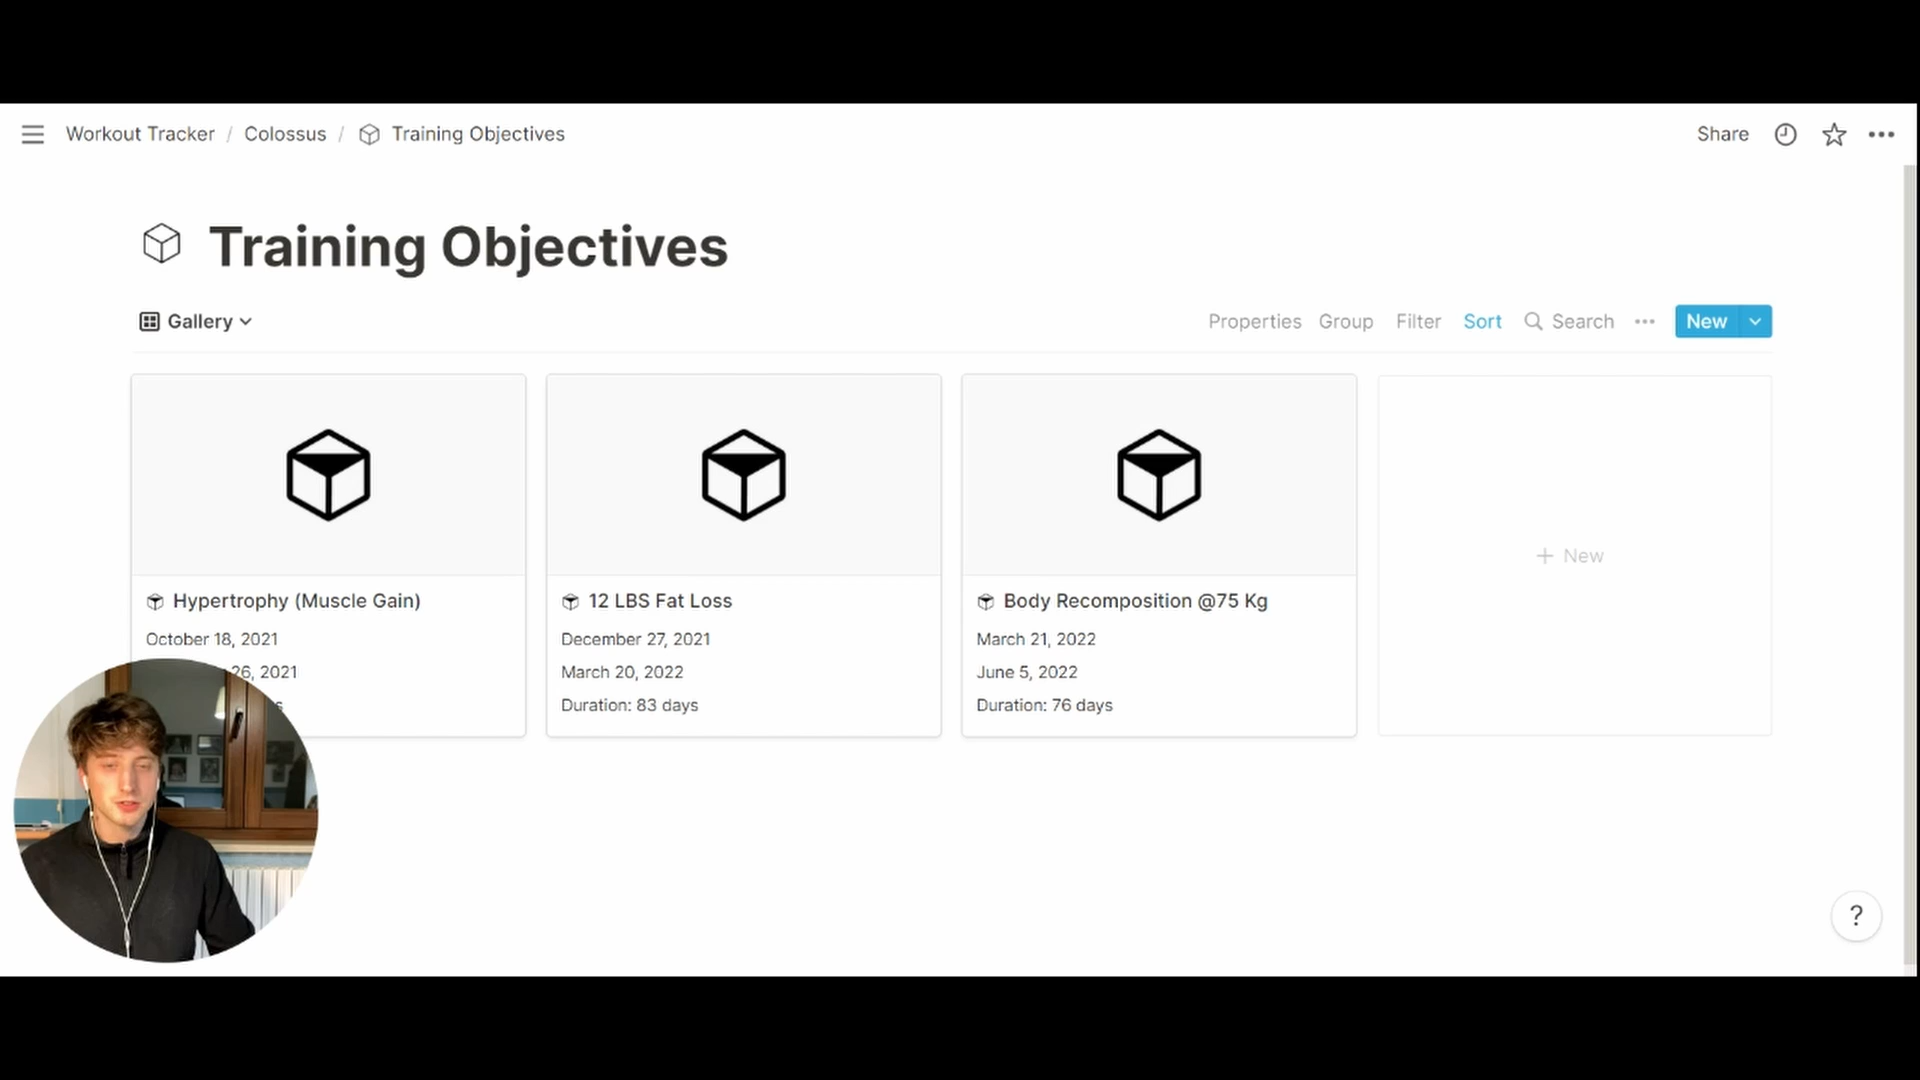 Workout Tracker / Colossus / Training Objectives
Share
Training Objectives
Gallery
Properties Group Filter Sort Search New
Hypertrophy (Muscle Gain)
October 18, 2021
26, 2021
12 LBS Fat Loss
December 27, 2021
March 20, 2022
Duration: 83 days
Body Recomposition @75 Kg
March 21, 2022
June 5, 2022
Duration: 76 days
+ New
?